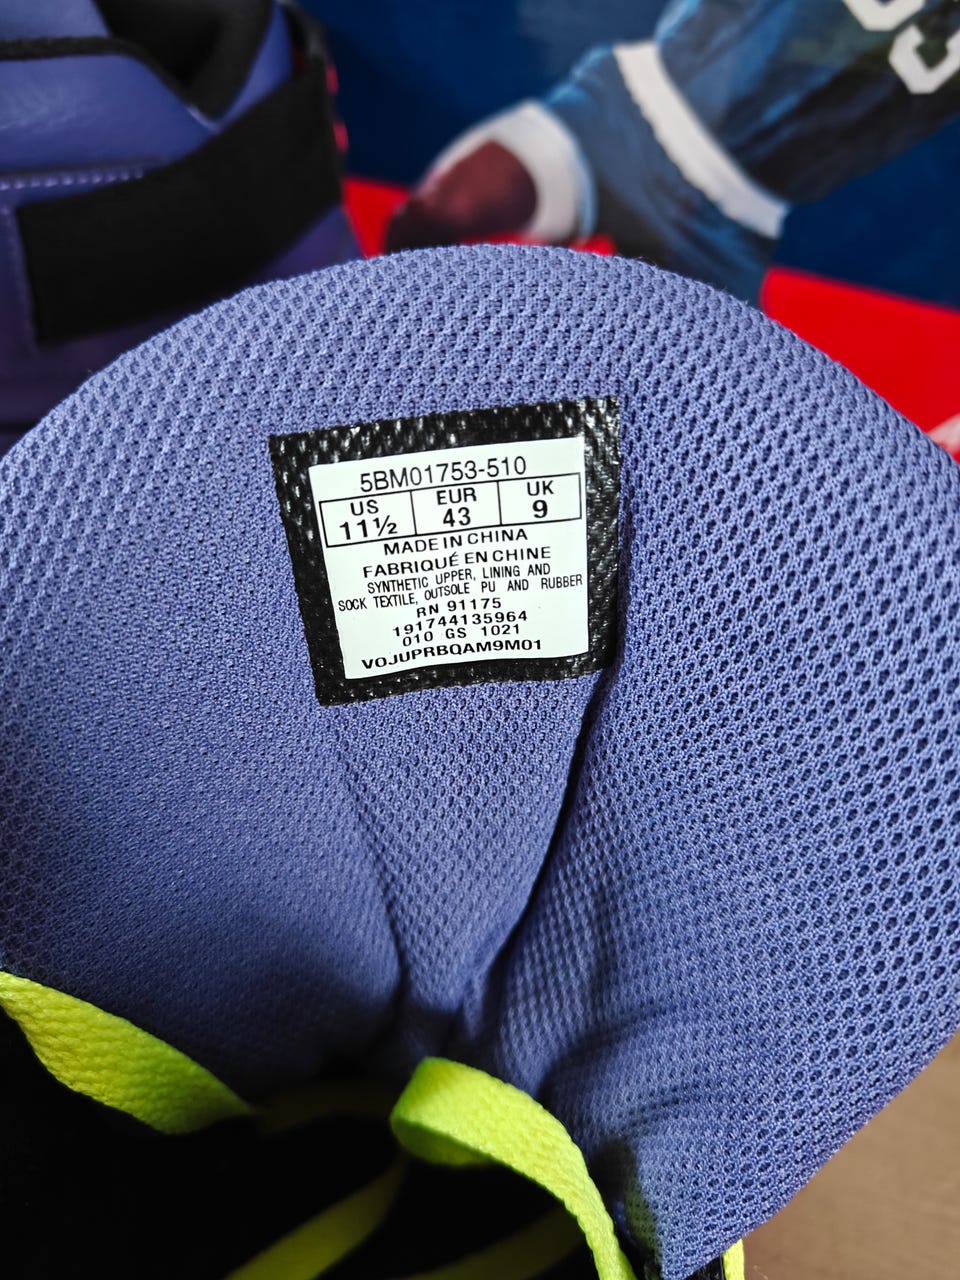 5BM01753-510
US EUR UK
11½ 43 9
MADE IN CHINA
FABRIQUÉ EN CHINE
SYNTHETIC UPPER, LINING AND
SOCK TEXTILE, OUTSOLE PU AND RUBBER
RN 91175
191744135964
010 GS 1021
V0JUPRBQAM9M01